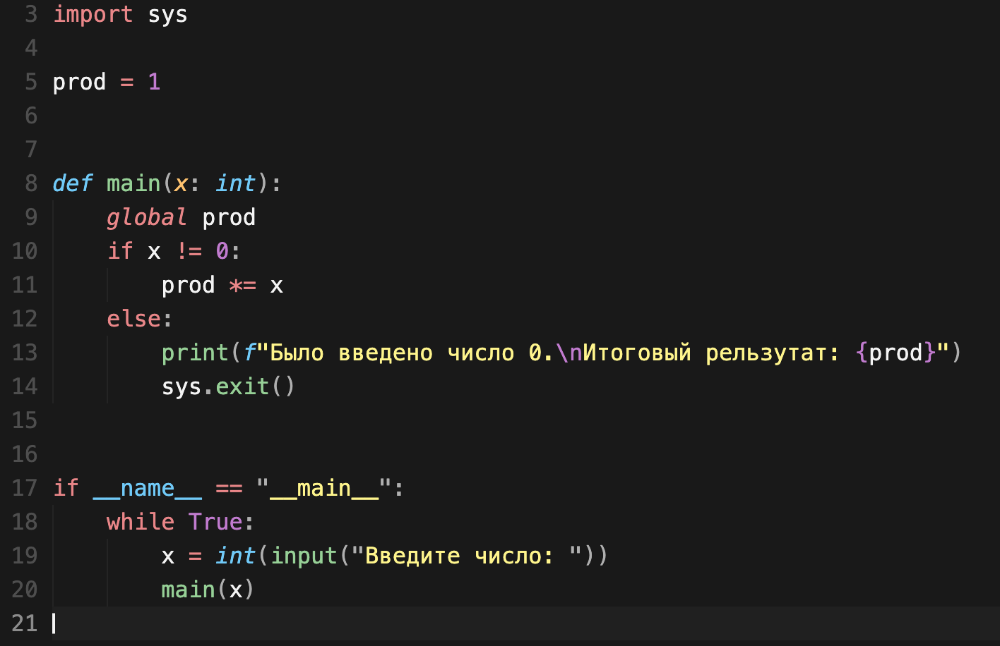 3 import sys
4
5 prod = 1
6
7
8 def main(x: int):
9     global prod
10     if x != 0:
11         prod *= x
12     else:
13         print(f"Было введено число 0.\nИтоговый рельзутат: {prod}")
14         sys.exit()
15
16
17 if __name__ == "__main__":
18     while True:
19         x = int(input("Введите число: "))
20         main(x)
21